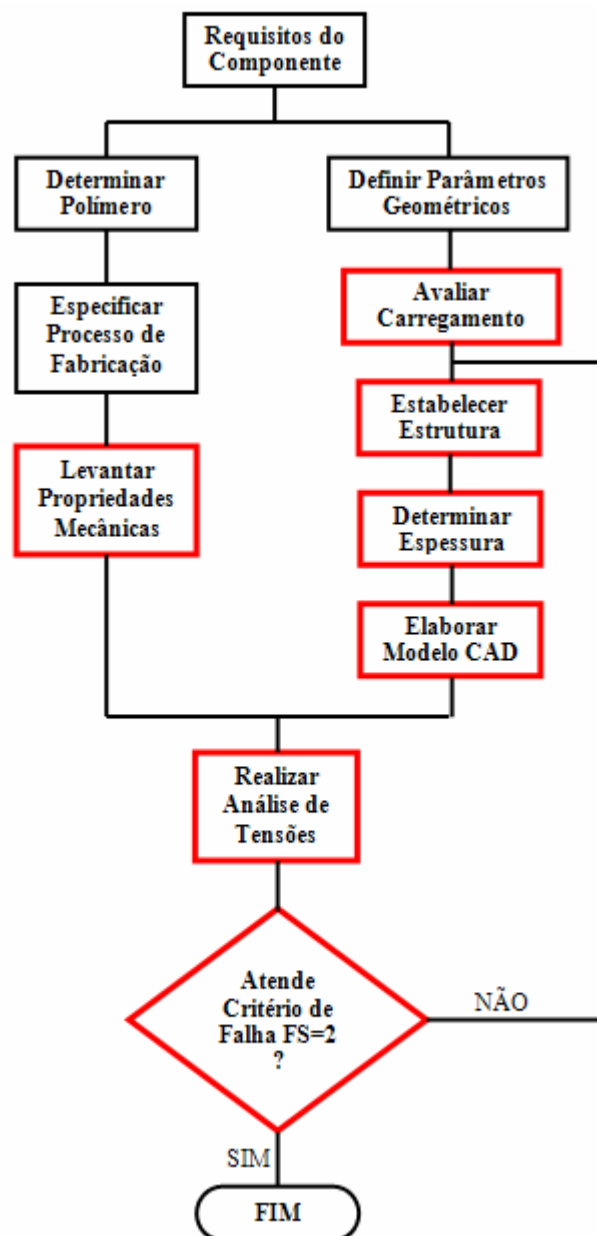 Requisitos do
Componente
Determinar
Polímero
Definir Parâmetros
Geométricos
Especificar
Processo de
Fabricação
Avaliar
Carregamento
Estabelecer
Estrutura
Levantar
Propriedades
Mecânicas
Determinar
Espessura
Elaborar
Modelo CAD
Realizar
Análise de
Tensões
Atende
Critério de
Falha FS=2
?
NÃO
SIM
FIM